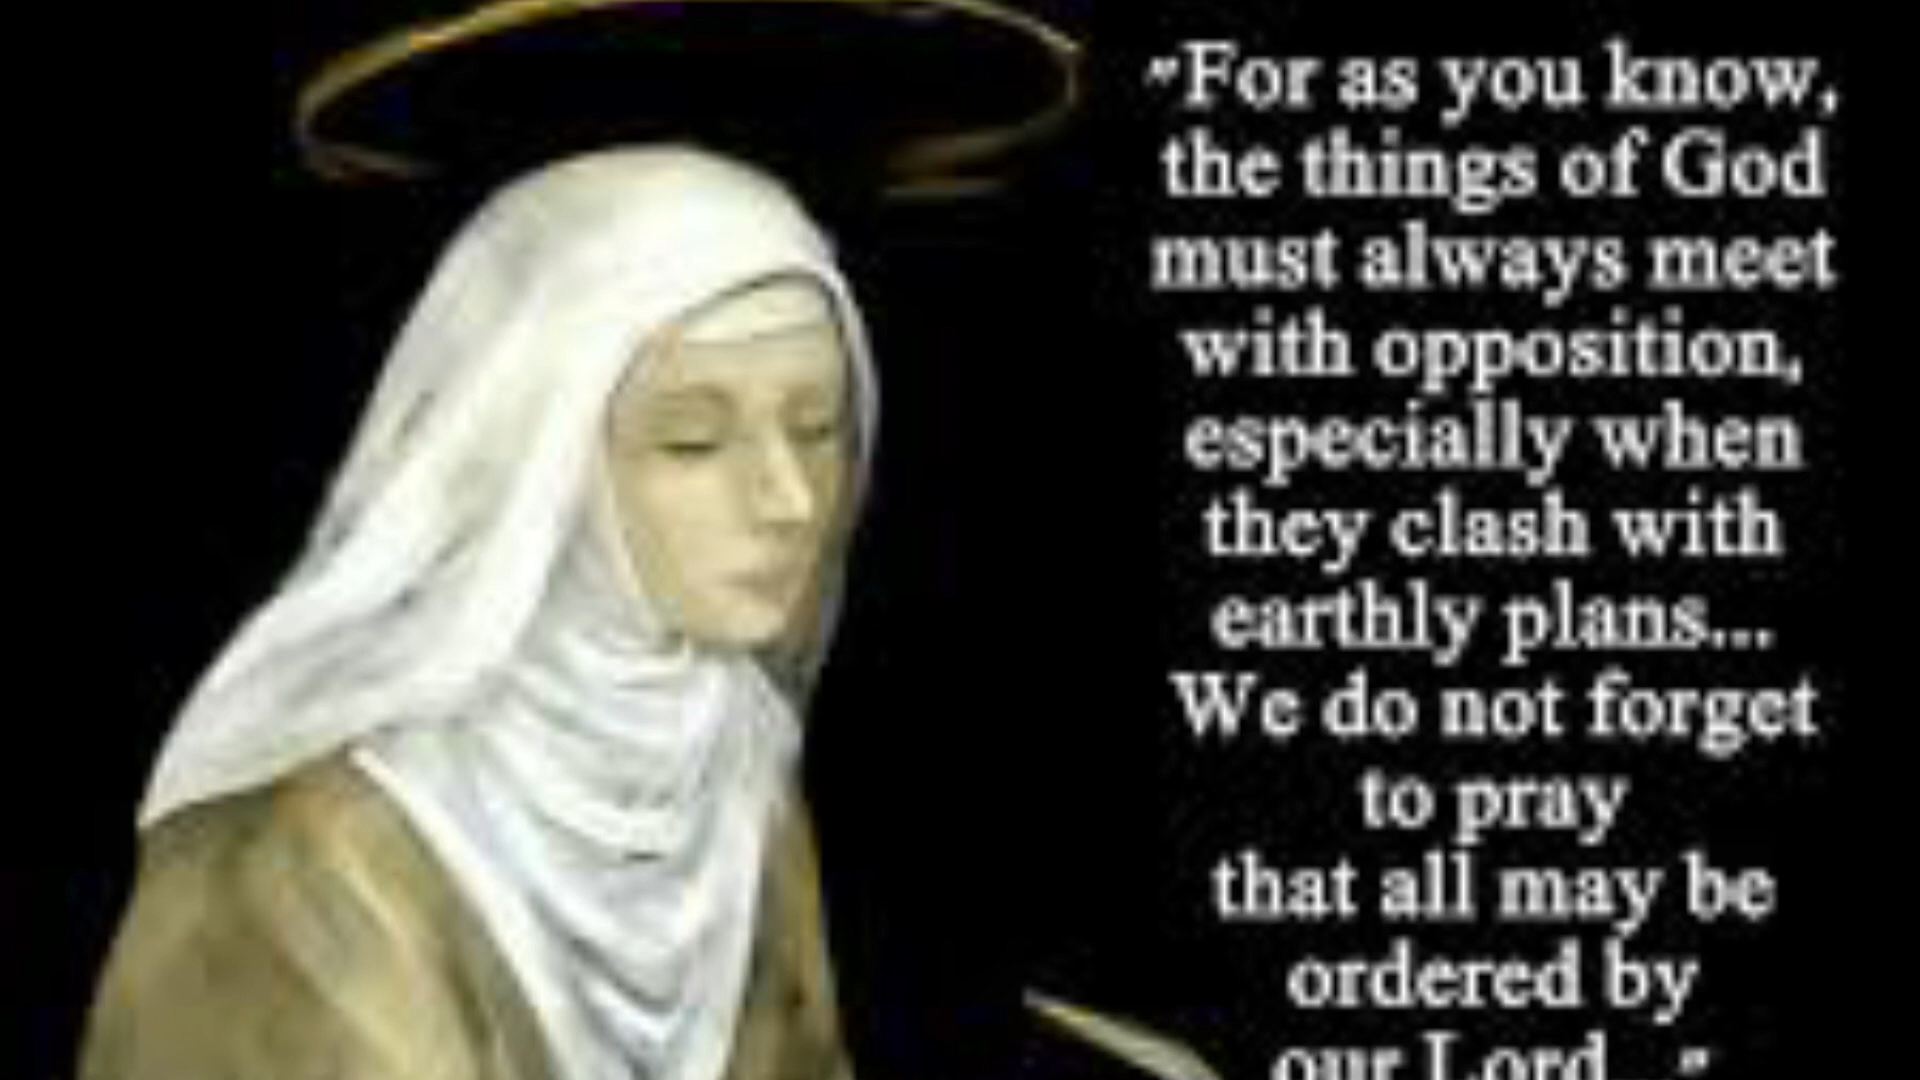 "For as you know,
the things of God
must always meet
with opposition,
especially when
they clash with
earthly plans...
We do not forget
to pray
that all may be
ordered by
our Lord..."